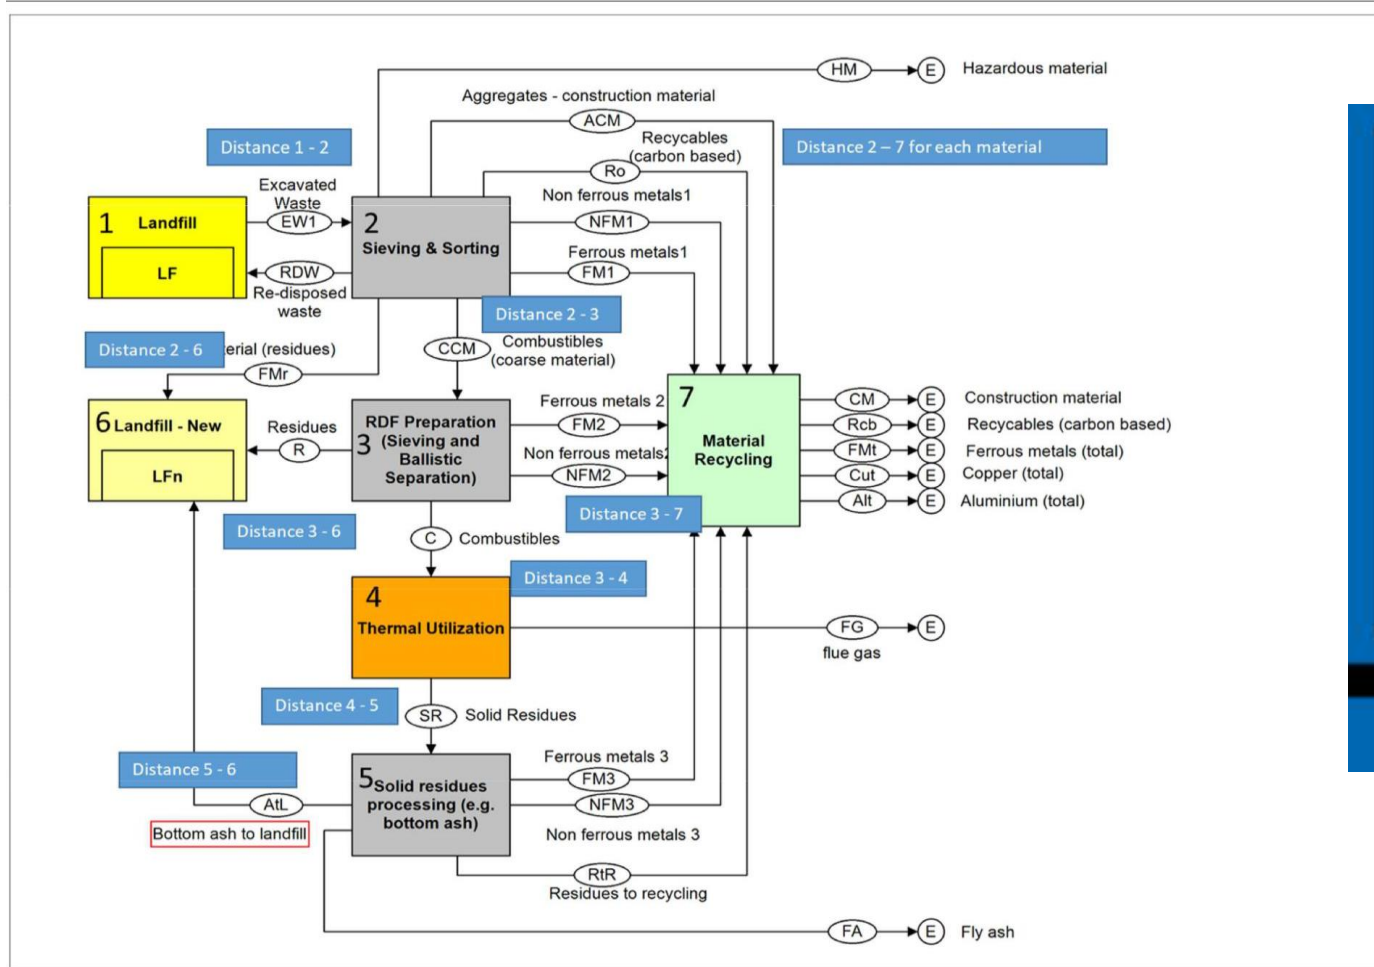 HM
E
Hazardous material
Aggregates - construction material
ACM
Distance 1 - 2
Recycables
(carbon based)
Distance 2 – 7 for each material
Ro
Excavated
Waste
EW1
Non ferrous metals1
NFM1
1
Landfill
LF
2
Sieving & Sorting
Ferrous metals1
FM1
RDW
Re-disposed
waste
Distance 2 - 3
Distance 2 - 6
erial (residues)
FMr
CCM
Combustibles
(coarse material)
6
Landfill - New
LFn
Residues
R
3
RDF Preparation
(Sieving and
Ballistic
Separation)
Ferrous metals 2
FM2
Non ferrous metals2
NFM2
7
Material
Recycling
CM
E
Construction material
Rcb
E
Recycables (carbon based)
FMt
E
Ferrous metals (total)
Cut
E
Copper (total)
Alt
E
Aluminium (total)
Distance 3 - 6
Distance 3 - 7
C
Combustibles
Distance 3 - 4
4
Thermal Utilization
FG
E
flue gas
Distance 4 - 5
SR
Solid Residues
Distance 5 - 6
AtL
Bottom ash to landfill
5
Solid residues
processing (e.g.
bottom ash)
Ferrous metals 3
FM3
NFM3
Non ferrous metals 3
RtR
Residues to recycling
FA
E
Fly ash